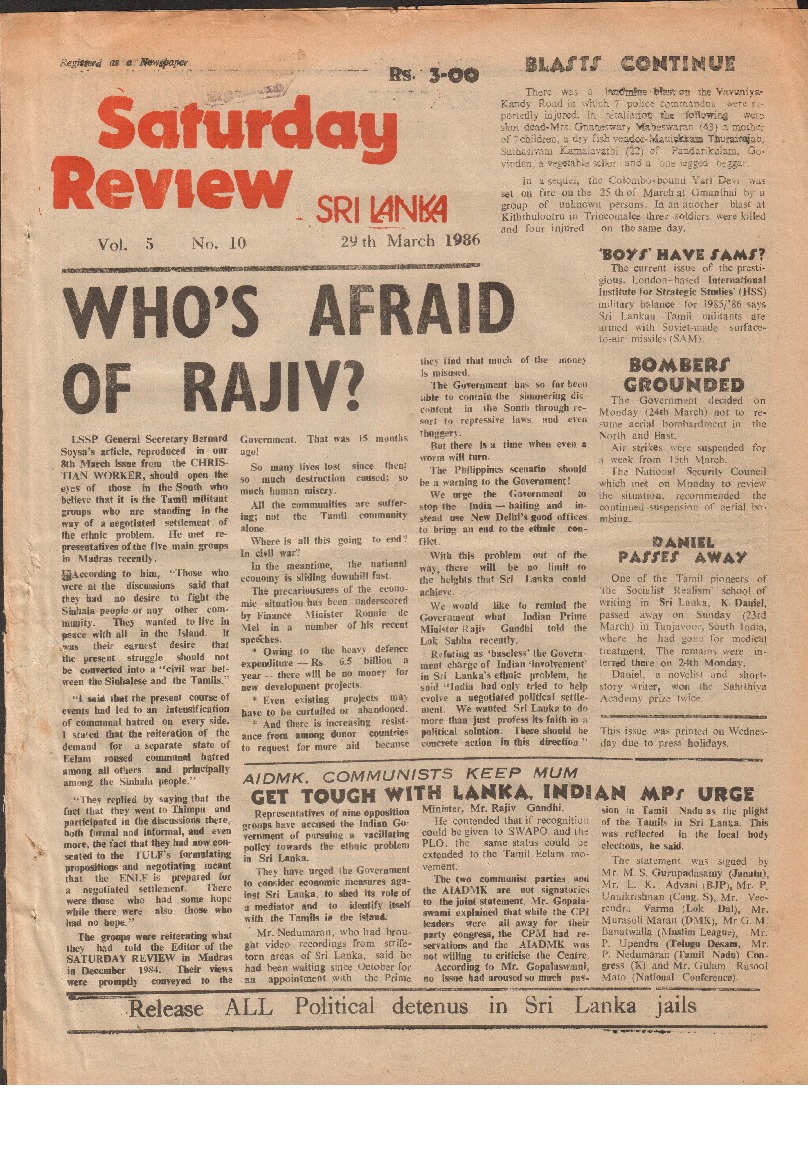 Registerd as a Newspaper
Rs. 3-00
Saturday
Review
SRI LANKA
Vol. 5 No. 10 29th March 1986
WHO'S AFRAID
OF RAJIV?
LSSP General Secretary Bernard
Soysa's article, reproduced in our
8th March issue from the CHRIS-
TIAN WORKER, should open the
eyes of those in the South who
believe that it is the Tamil militant
groups who are standing in the
way of a negotiated settlement of
the ethnic problem. He met re-
presentatives of the five main groups
in Madras recently.
According to him, "Those who
were at the discussions said that
they had no desire to fight the
Sinhala people or any other com-
munity. They wanted to live in
peace with all in the Island. It
was their earnest desire that
the present struggle should not
be converted into a "civil war bet-
ween the Sinhalese and the Tamils."
"I said that the present course of
events had led to an intensification
of communal hatred on every side.
I stated that the reiteration of the
demand for a separate state of
Eelam roused communal hatred
among all others and principally
among the Sinhala people."
"They replied by saying that the
fact that they went to Thimpu and
participated in the discussions there,
both formal and informal, and even
more, the fact that they had now con-
sented to the TULF's formulating
propositions and negotiating meant
that the ENLF is prepared for
a negotiated settlement. There
were those who had some hope
while there were also those who
had no hope."
The groups were reiterating what
they had told the Editor of the
SATURDAY REVIEW in Madras
in December 1984. Their views
were promptly conveyed to the
Government. That was 15 months
ago!
So many lives lost since then;
so much destruction caused; so
much human misery.
All the communities are suffer-
ing; not the Tamil community
alone.
Where is all this going to end?
In civil war?
In the meantime, the national
economy is sliding downhill fast.
The precariousness of the econo-
mic situation has been underscored
by Finance Minister Ronnie de
Mel in a number of his recent
speeches.
* Owing to the heavy defence
expenditure — Rs 6.5 billion a
year — there will be no money for
new development projects.
* Even existing projects may
have to be curtailed or abandoned.
* And there is increasing resist-
ance from among donor countries
to request for more aid because
they find that much of the money
is misused.
The Government has so far been
able to contain the simmering dis-
content in the South through re-
sort to repressive laws and even
thuggery.
But there is a time when even a
worm will turn.
The Philippines scenario should
be a warning to the Government!
We urge the Government to
stop the India — baiting and in-
stead use New Delhi's good offices
to bring an end to the ethnic con-
flict.
With this problem out of the
way, there will be no limit to
the heights that Sri Lanka could
achieve.
We would like to remind the
Government what Indian Prime
Minister Rajiv Gandhi told the
Lok Sabha recently.
Refuting as 'baseless' the Govern-
ment charge of Indian 'involvement'
in Sri Lanka's ethnic problem, he
said "India had only tried to help
evolve a negotiated political settle-
ment. We wanted Sri Lanka to do
more than just profess its faith in a
political solution. There should be
concrete action in this direction."
BLASTS CONTINUE
There was a landmine blast on the Vavuniya-
Kandy Road in which 7 police commandos were re-
portedly injured. In retaliation the following were
shot dead-Mrs. Gnaneswary Maheswaran (43) a mother
of 7 children, a dry fish vendor-Manickkam Thurairajab,
Sathasivam Kamalavathi (22) of Pandarikulam, Go-
vinden, a vegetable seller and a one legged beggar.
In a sequel, the Colombo-bound Yarl Devi was
set on fire on the 25th of March at Omanthai by a
group of unknown persons. In an another blast at
Kiththulootru in Trincomalee three soldiers were killed
and four injured on the same day.
'BOYS' HAVE SAMS?
The current issue of the presti-
gious, London-based International
Institute for Strategic Studies' (IISS)
military balance for 1985/'86 says
Sri Lankan Tamil militants are
armed with Soviet-made surface-
to-air missiles (SAM).
BOMBERS
GROUNDED
The Government decided on
Monday (24th March) not to re-
sume aerial bombardment in the
North and East.
Air strikes were suspended for
a week from 15th March.
The National Security Council
which met on Monday to review
the situation, recommended the
continued suspension of aerial bo-
mbing.
DANIEL
PASSES AWAY
One of the Tamil pioneers of
the 'Socialist Realism' school of
writing in Sri Lanka, K Daniel,
passed away on Sunday (23rd
March) in Tanjavoor, South India,
where he had gone for medical
treatment. The remains were in-
terred there on 24th Monday.
Daniel, a novelist and short-
story writer, won the Sahithiya
Academy prize twice.
This issue was printed on Wednes-
day due to press holidays.
AIDMK, COMMUNISTS KEEP MUM
GET TOUGH WITH LANKA, INDIAN MPs URGE
Representatives of nine opposition
groups have accused the Indian Go-
vernment of pursuing a vacillating
policy towards the ethnic problem
in Sri Lanka.
They have urged the Government
to consider economic measures aga-
inst Sri Lanka, to shed its role of
a mediator and to identify itself
with the Tamils in the island.
Mr. Nedumaran, who had brou-
ght video recordings from strife-
torn areas of Sri Lanka, said he
had been waiting since October for
an appointment with the Prime
Minister, Mr. Rajiv Gandhi.
He contended that if recognition
could be given to SWAPO and the
PLO, the same status could be
extended to the Tamil Eelam mo-
vement.
The two communist parties and
the AIADMK are not signatories
to the joint statement. Mr. Gopala-
swami explained that while the CPI
leaders were all away for their
party congress, the CPM had re-
servations and the AIADMK was
not willing to criticise the Centre.
According to Mr. Gopalaswami,
no issue had aroused so much pas-
sion in Tamil Nadu as the plight
of the Tamils in Sri Lanka. This
was reflected in the local body
elections, he said.
The statement was signed by
Mr. M. S. Gurupadasamy (Janata),
Mr. L. K. Advani (BJP), Mr. P.
Unnikrishnan (Cong. S), Mr. Vee-
rendra Varma (Lok Dal), Mr.
Murasoli Maran (DMK), Mr G. M.
Banatwalla (Muslim League), Mr.
P. Upendra (Telugu Desam, Mr.
P. Nedumaran (Tamil Nadu) Con-
gress (K) and Mr. Gulam Rasool
Mato (National Conference).
Release ALL Political detenus in Sri Lanka jails